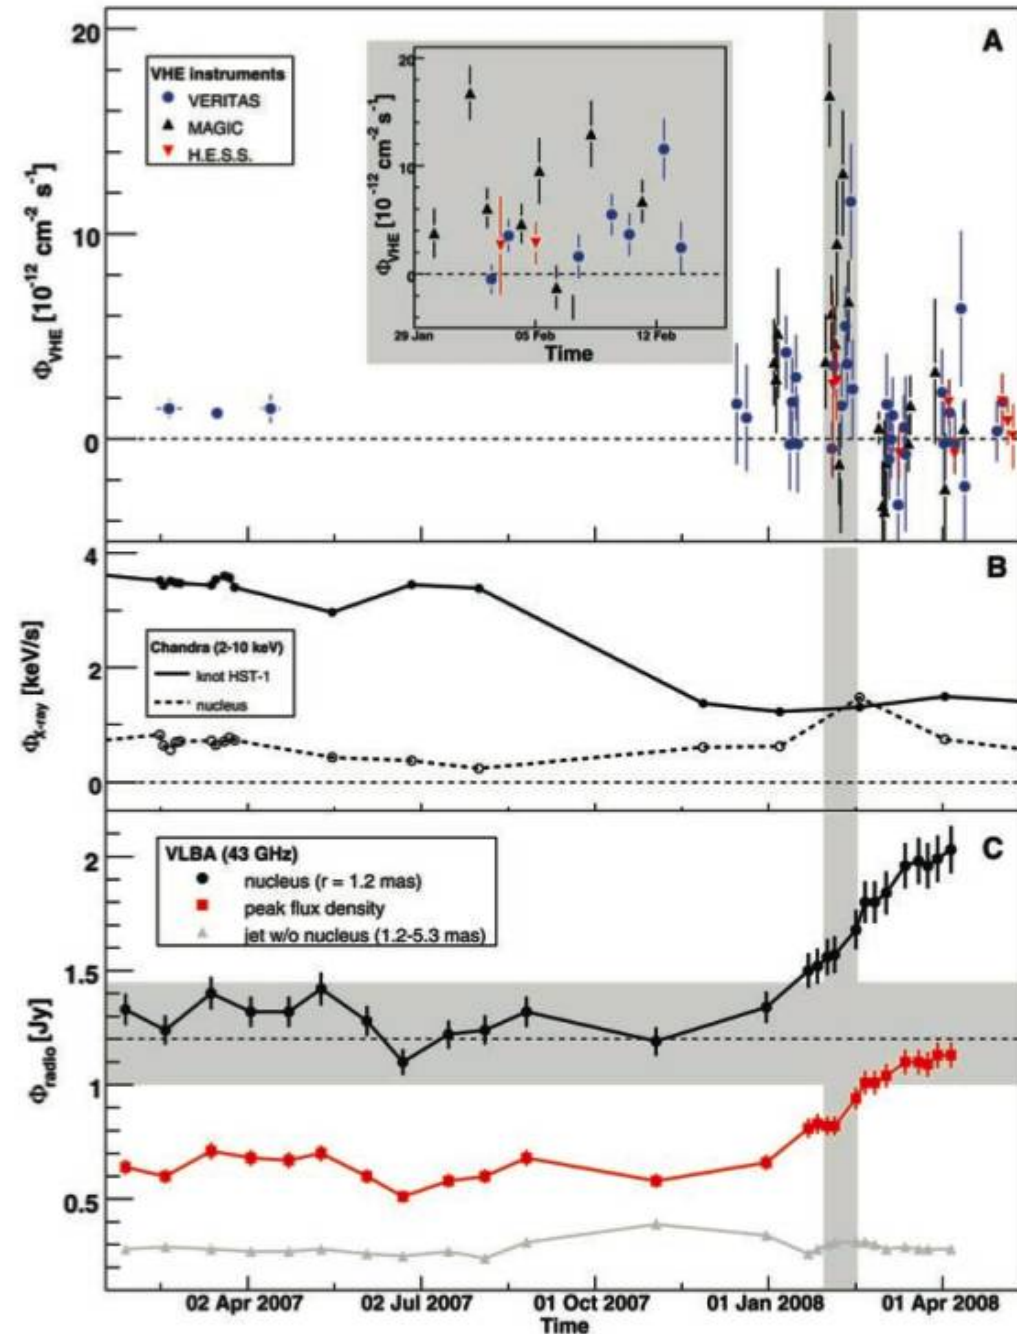 A
20
10
0
ΦVHE [10⁻¹² cm⁻² s⁻¹]
VHE instruments
VERITAS
MAGIC
H.E.S.S.
20
10
0
ΦVHE [10⁻¹² cm⁻² s⁻¹]
29 Jan 05 Feb 12 Feb
Time
B
4
2
0
ΦX-ray [keV/s]
Chandra (2-10 keV)
knot HST-1
nucleus
C
2
1.5
1
0.5
Φradio [Jy]
VLBA (43 GHz)
nucleus (r = 1.2 mas)
peak flux density
jet w/o nucleus (1.2-5.3 mas)
02 Apr 2007 02 Jul 2007 01 Oct 2007 01 Jan 2008 01 Apr 2008
Time